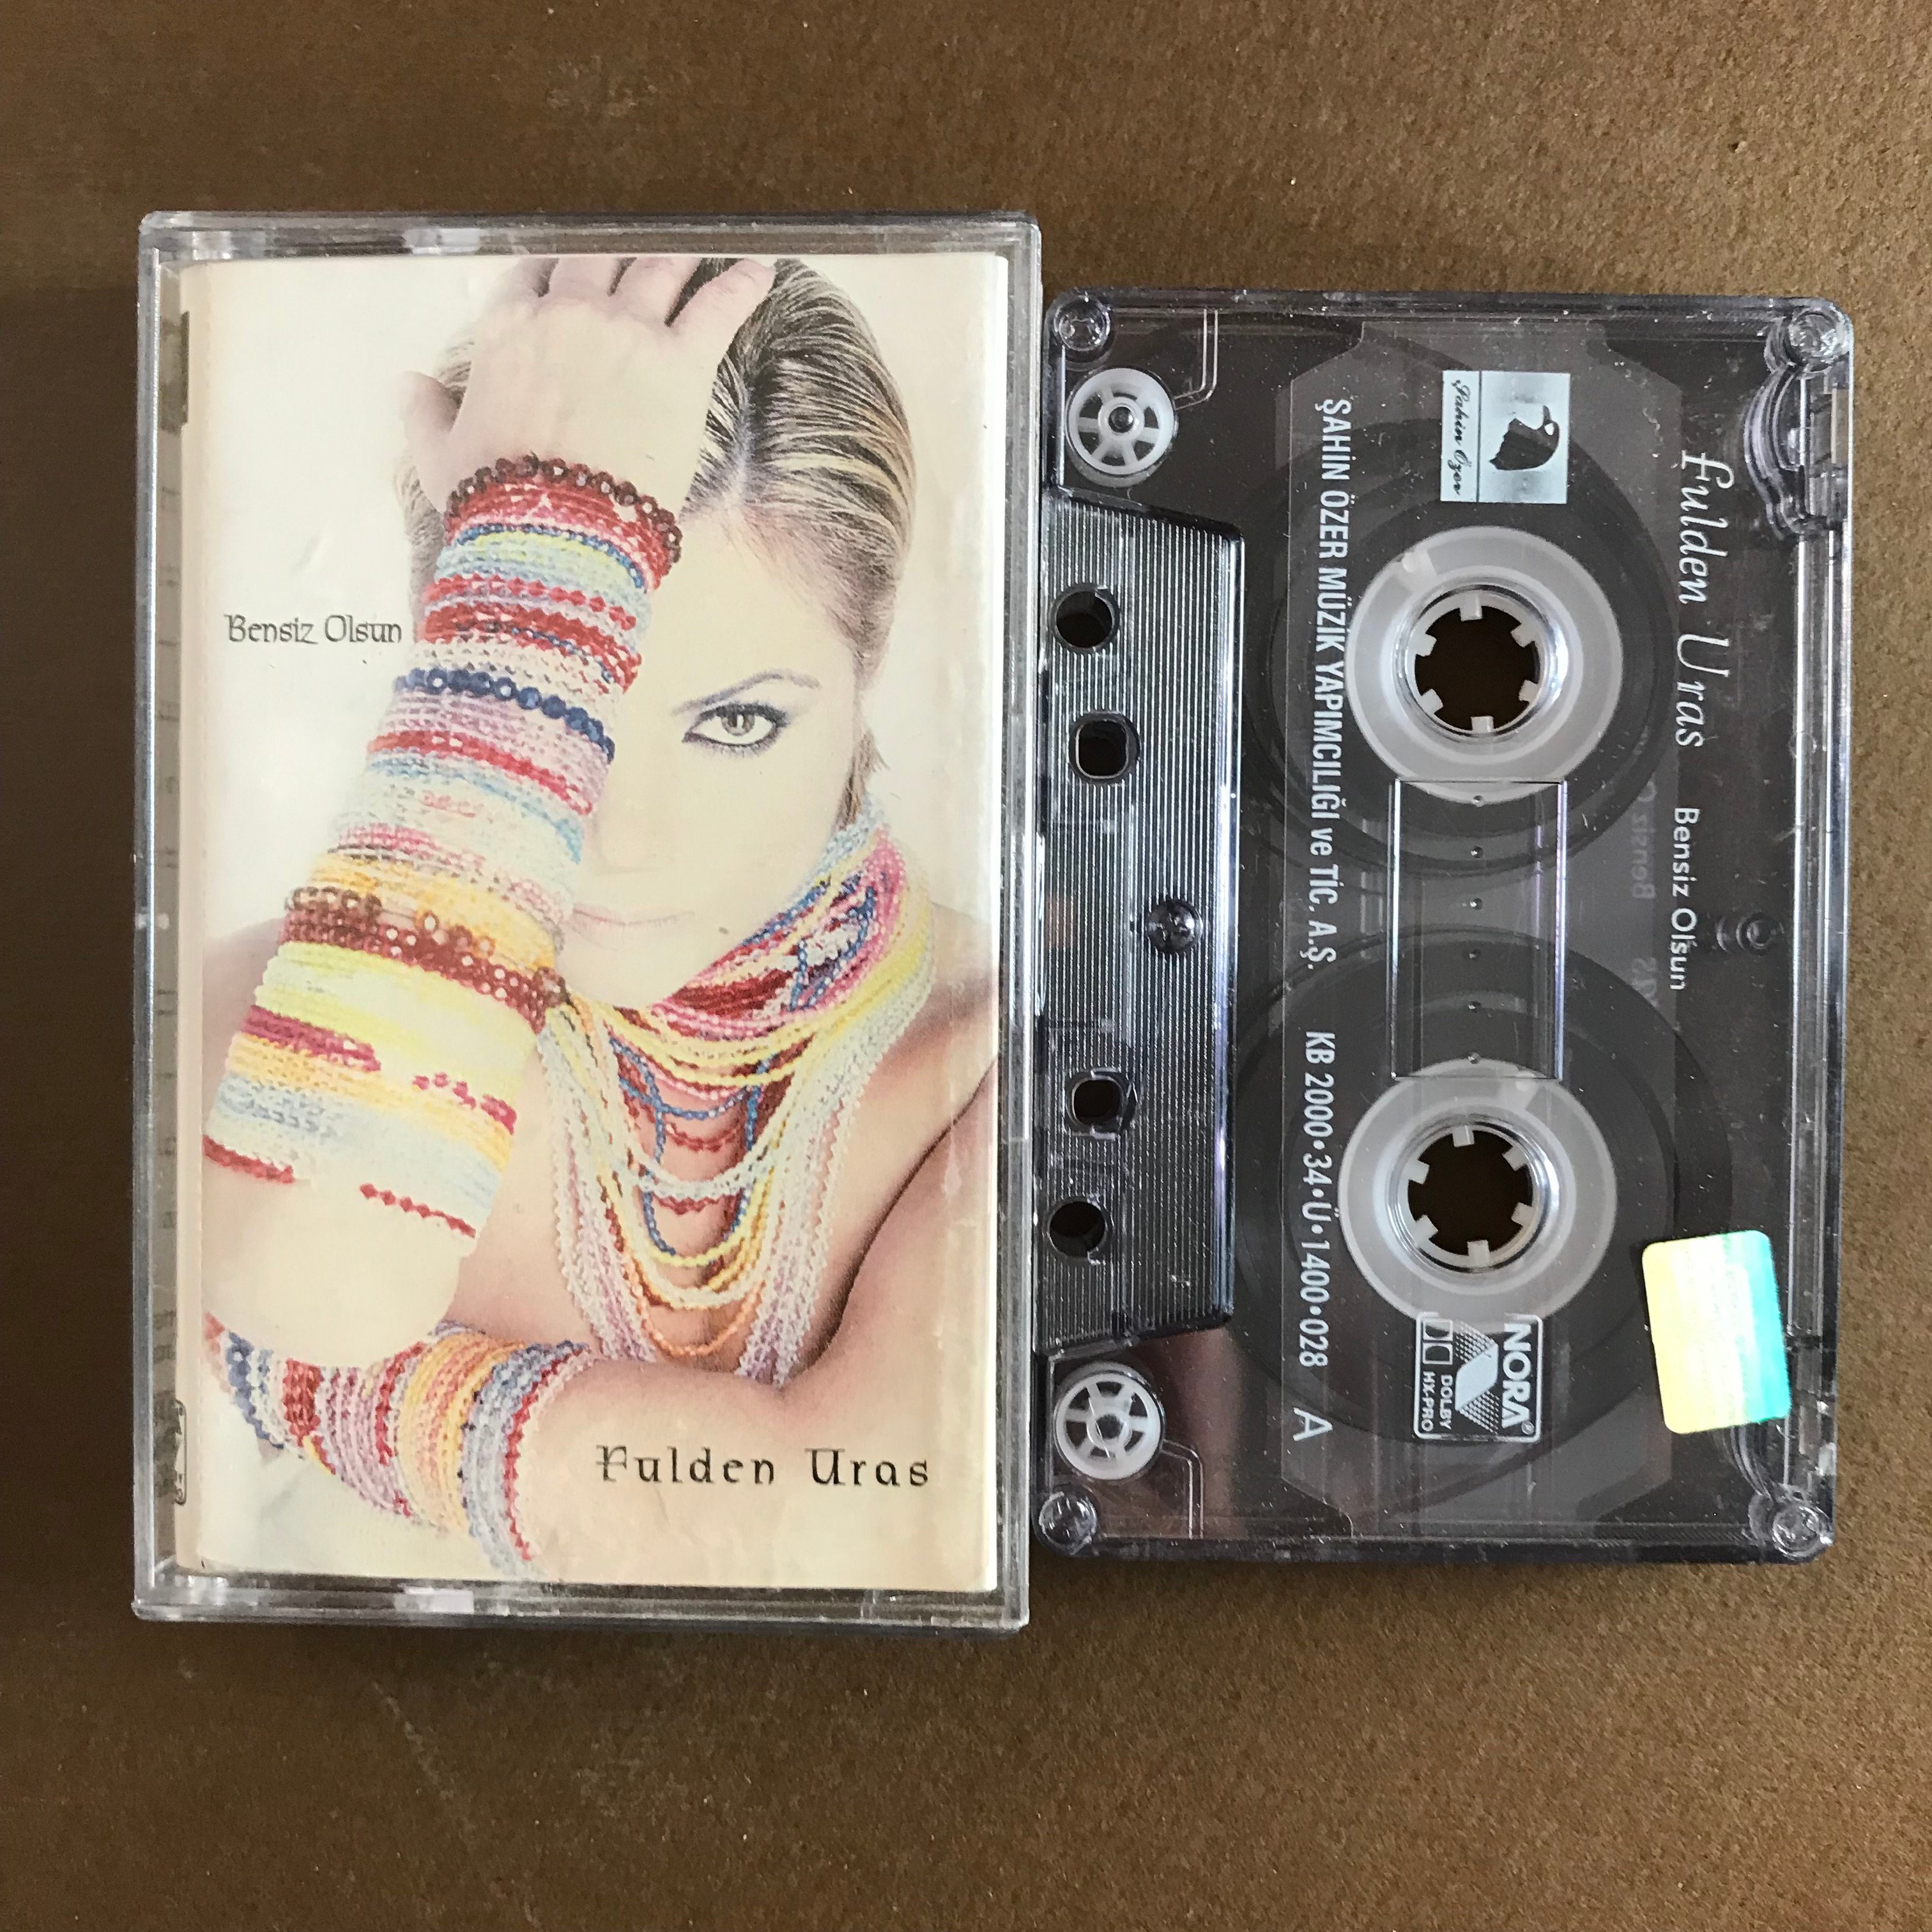 Bensiz Olsun
Fulden Uras
Fulden Uras Bensiz Olsun
Şahin Özer
NORA®
DOLBY
HX-PRO
ŞAHİN ÖZER MÜZİK YAPIMCILIĞI ve TİC. A.Ş. KB 2000•34•Ü•1400•028 A